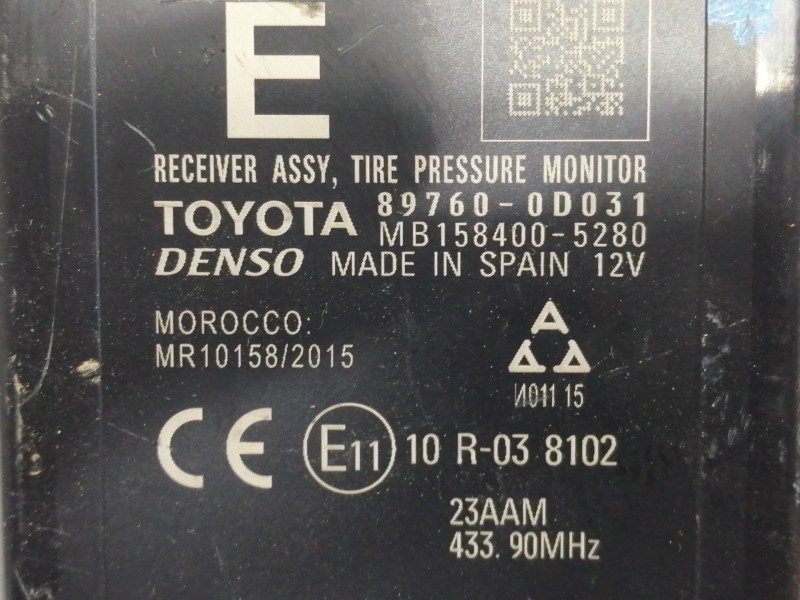 E
RECEIVER ASSY, TIRE PRESSURE MONITOR
TOYOTA 89760-0D031
MB158400-5280
DENSO MADE IN SPAIN 12V
MOROCCO:
MR10158/2015
И011 15
CE E11 10 R-03 8102
23AAM
433.90MHz